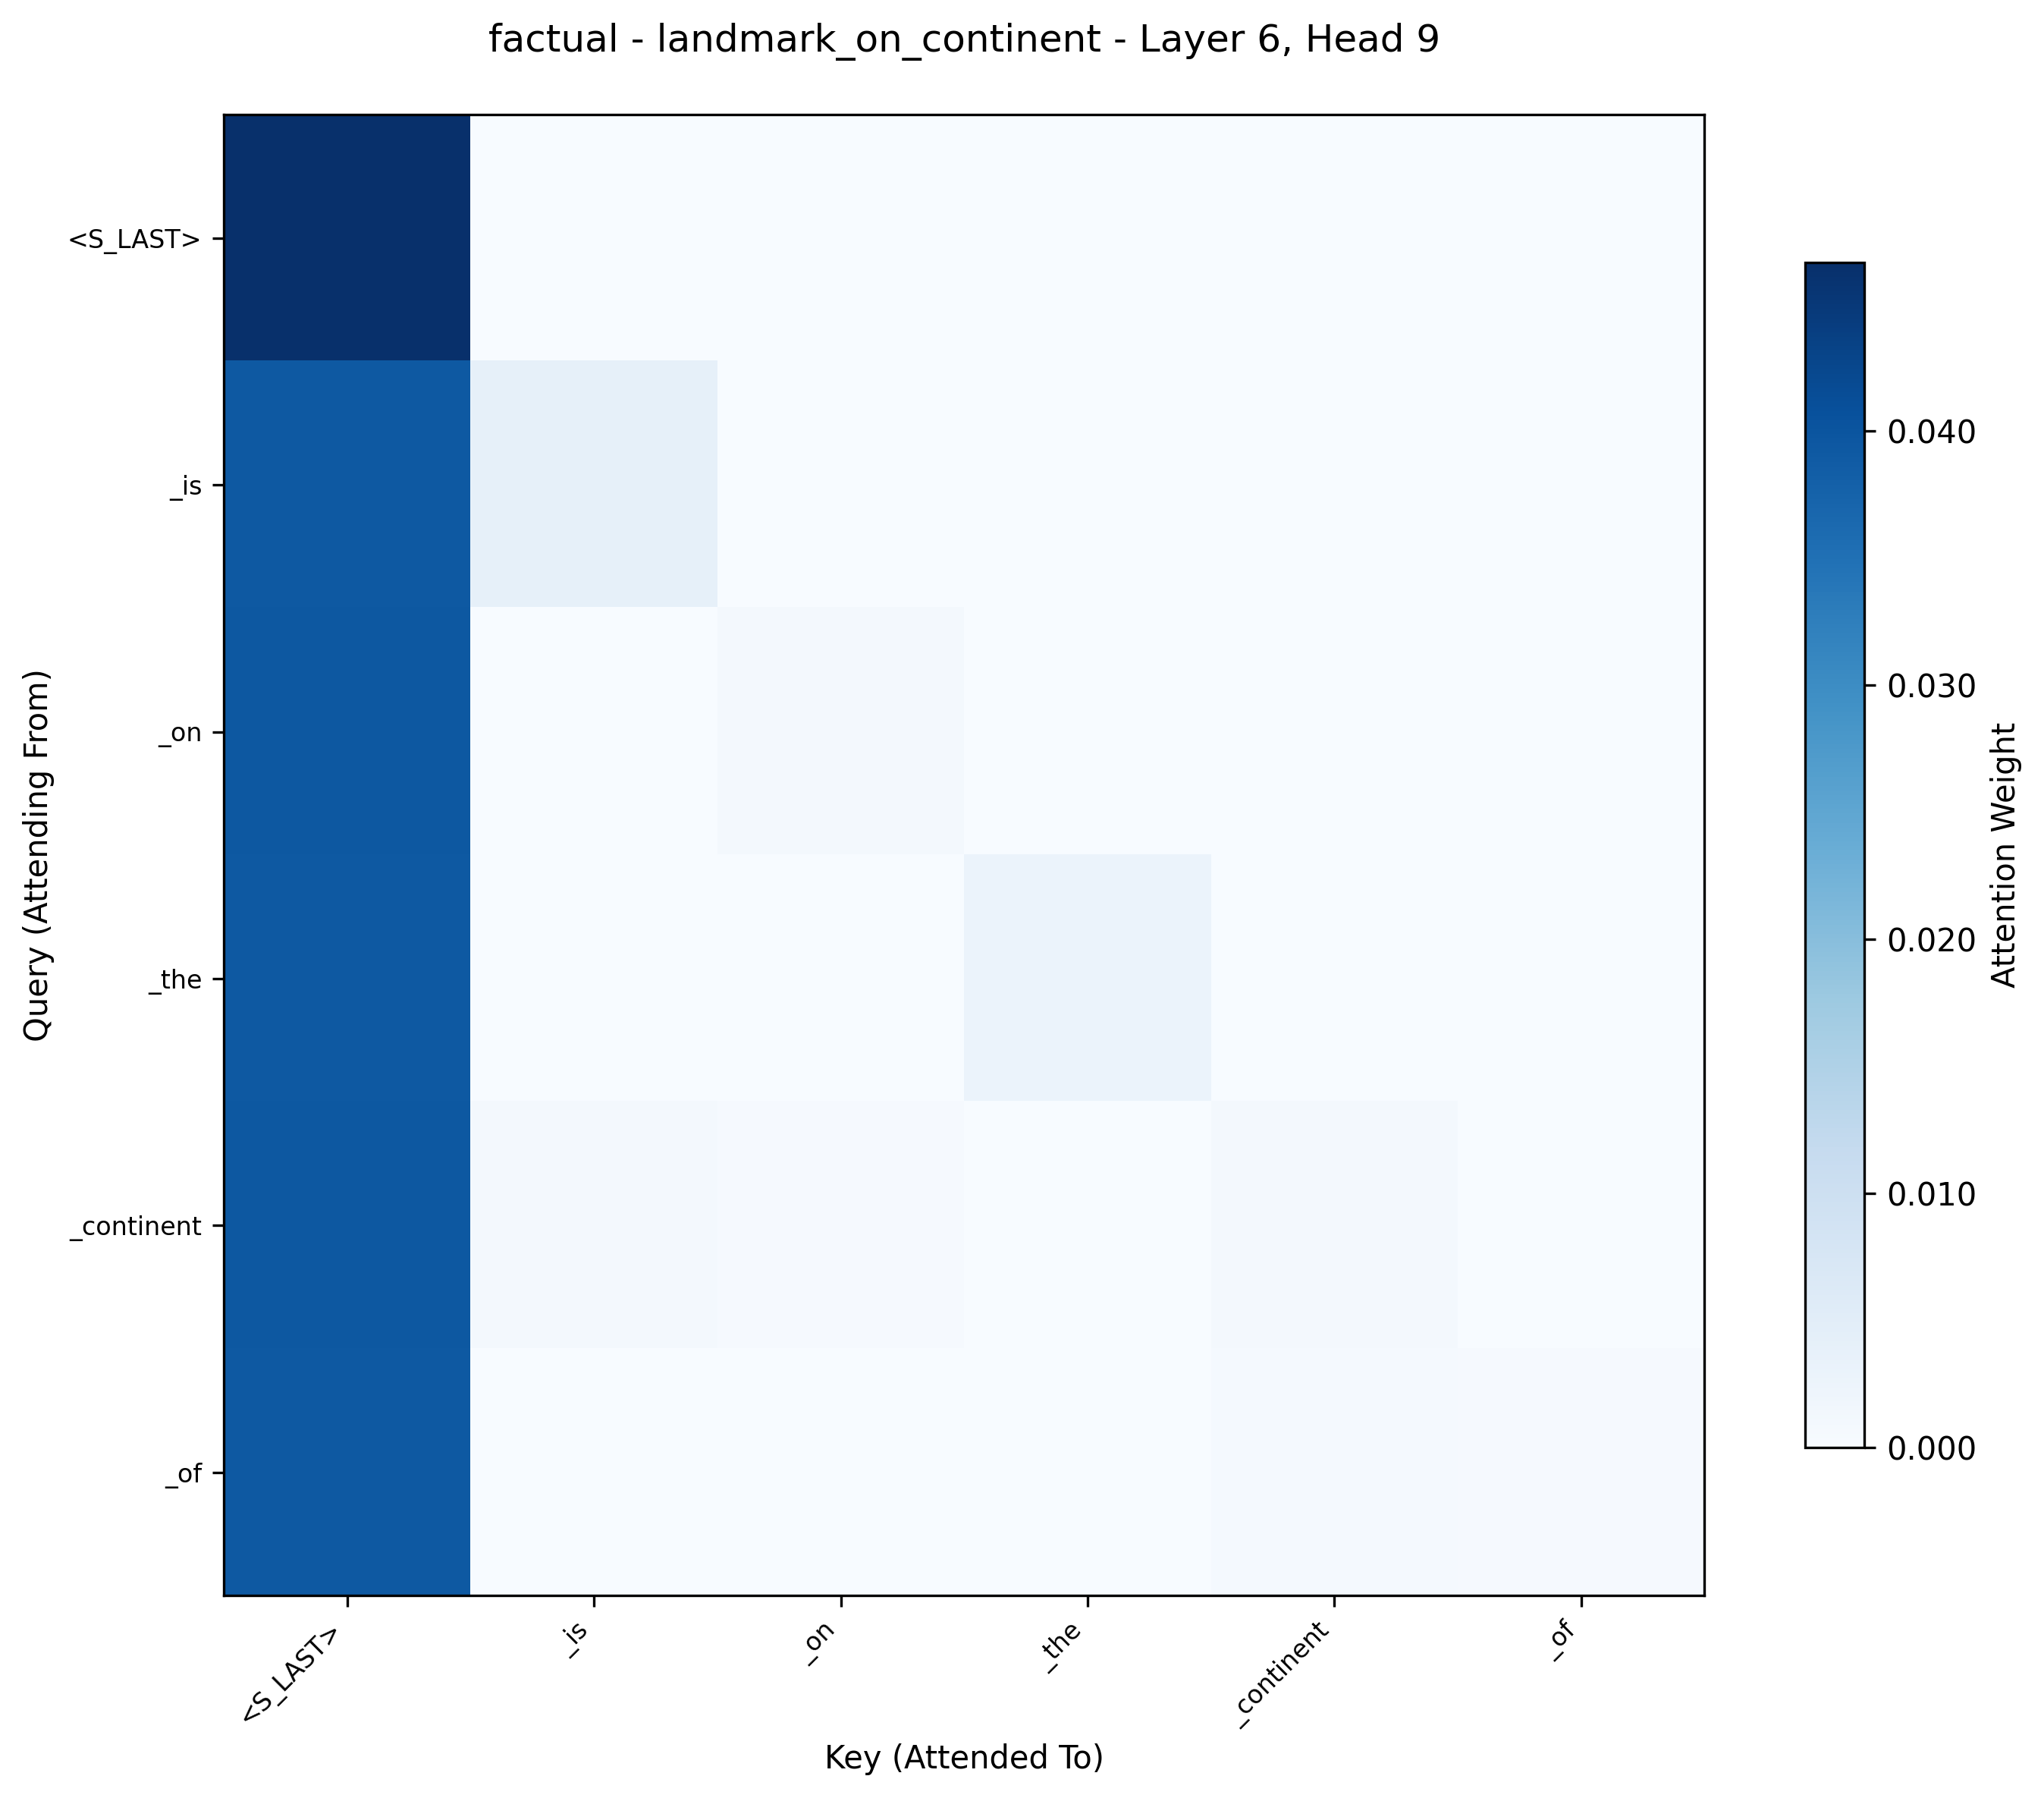 factual - landmark_on_continent - Layer 6, Head 9
Query (Attending From)
<S_LAST>
_is
_on
_the
_continent
_of
<S_LAST>
_is
_on
_the
_continent
_of
Key (Attended To)
0.040
0.030
0.020
0.010
0.000
Attention Weight